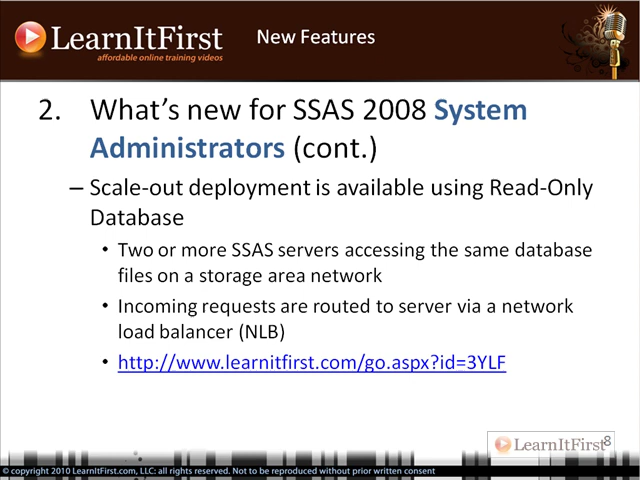 LearnItFirst
affordable online training videos
New Features
2. What's new for SSAS 2008 System
Administrators (cont.)
– Scale-out deployment is available using Read-Only
Database
• Two or more SSAS servers accessing the same database
files on a storage area network
• Incoming requests are routed to server via a network
load balancer (NLB)
• http://www.learnitfirst.com/go.aspx?id=3YLF
LearnItFirst
8
© copyright 2010 LearnItFirst.com, LLC: all rights reserved. Not to be reproduced without prior written consent